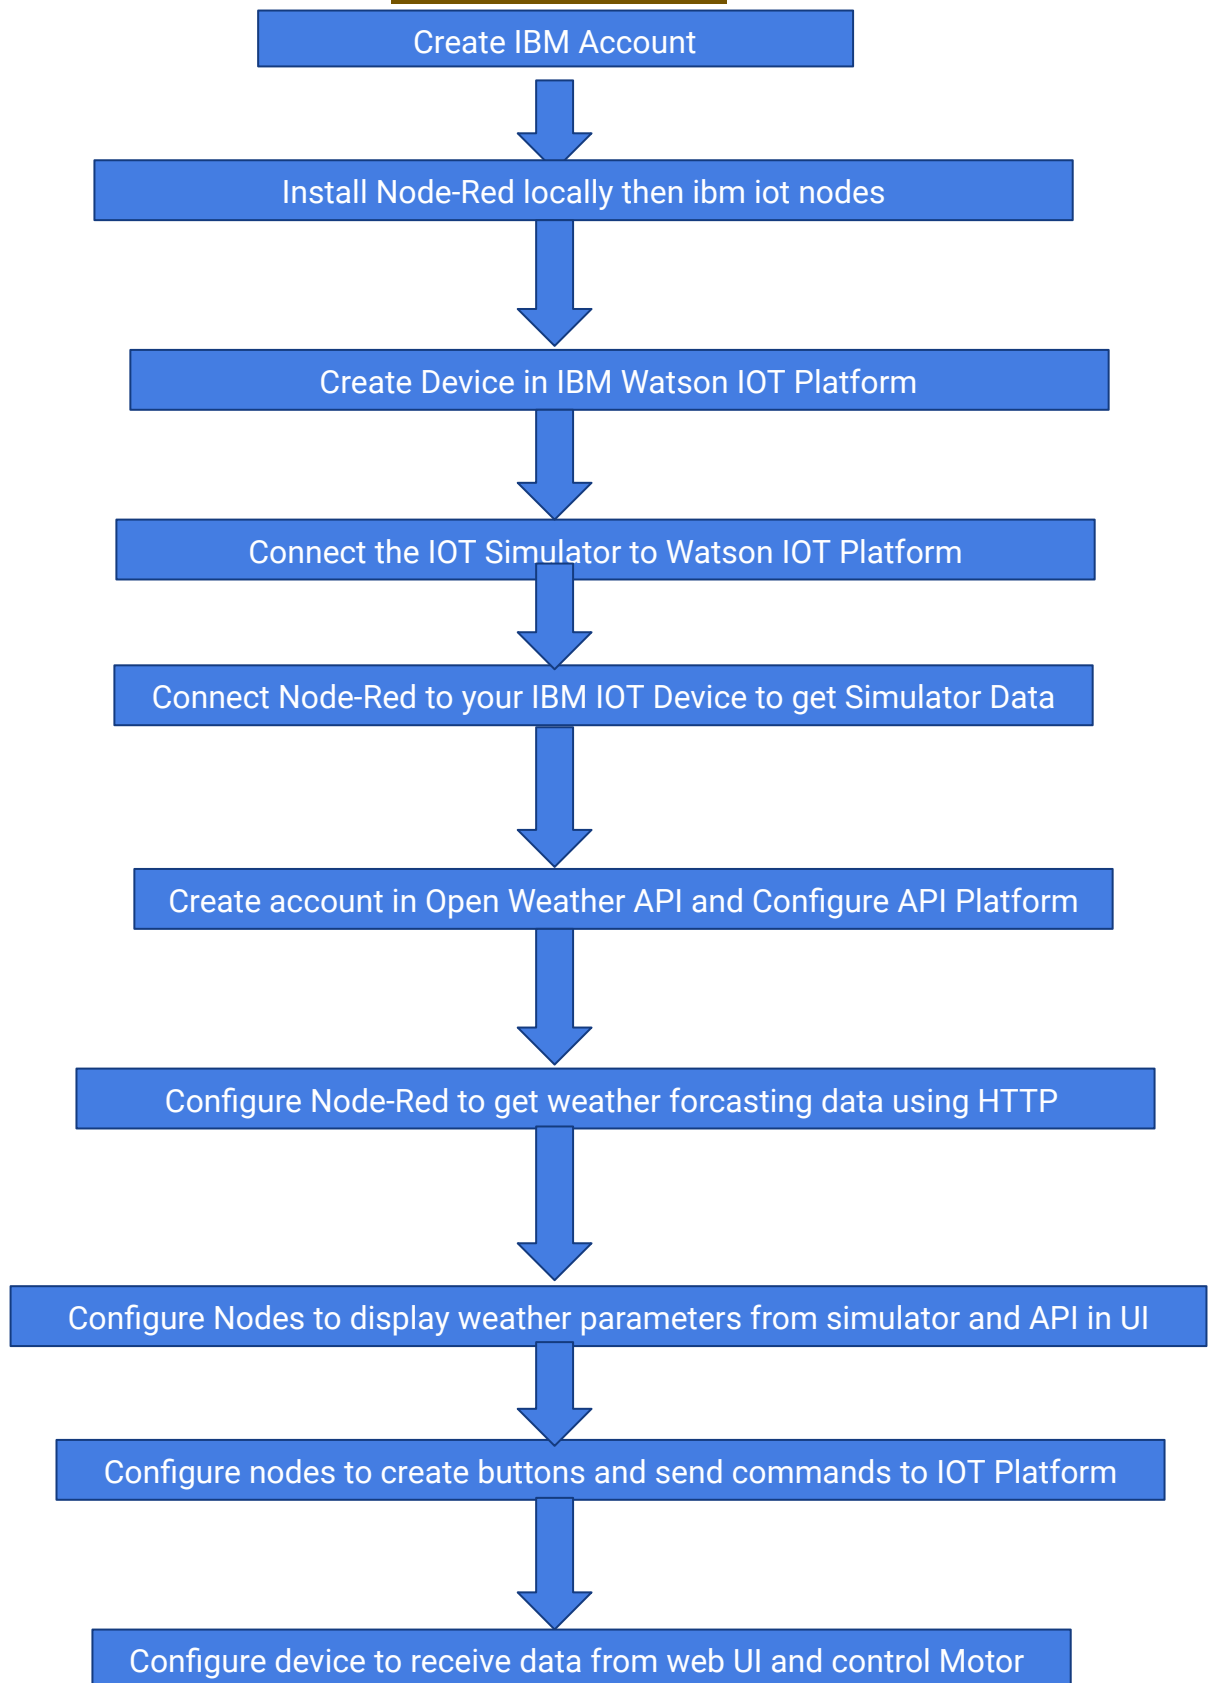 Create IBM Account
Install Node-Red locally then ibm iot nodes
Create Device in IBM Watson IOT Platform
Connect the IOT Simulator to Watson IOT Platform
Connect Node-Red to your IBM IOT Device to get Simulator Data
Create account in Open Weather API and Configure API Platform
Configure Node-Red to get weather forcasting data using HTTP
Configure Nodes to display weather parameters from simulator and API in UI
Configure nodes to create buttons and send commands to IOT Platform
Configure device to receive data from web UI and control Motor